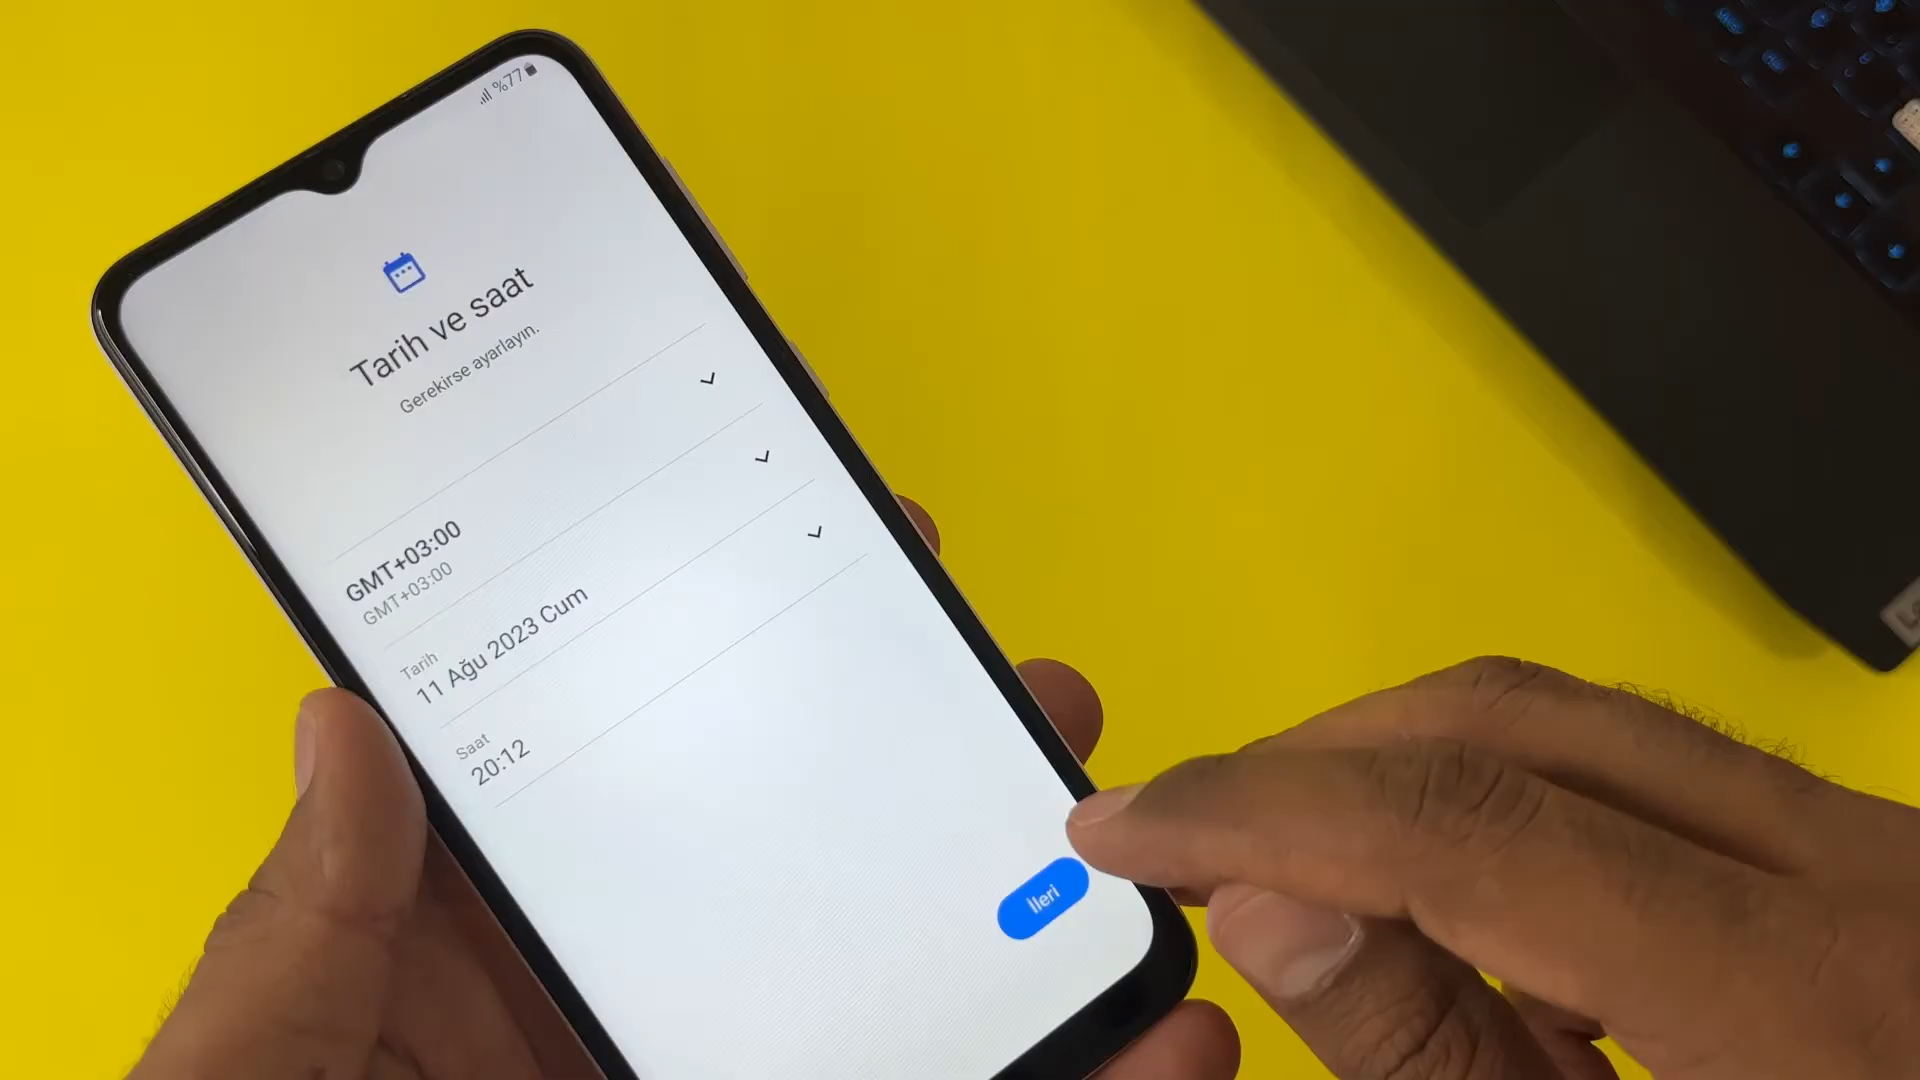 %77
Tarih ve saat
Gerekirse ayarlayın.
GMT+03:00
GMT+03:00
Tarih
11 Ağu 2023 Cum
Saat
20:12
İleri